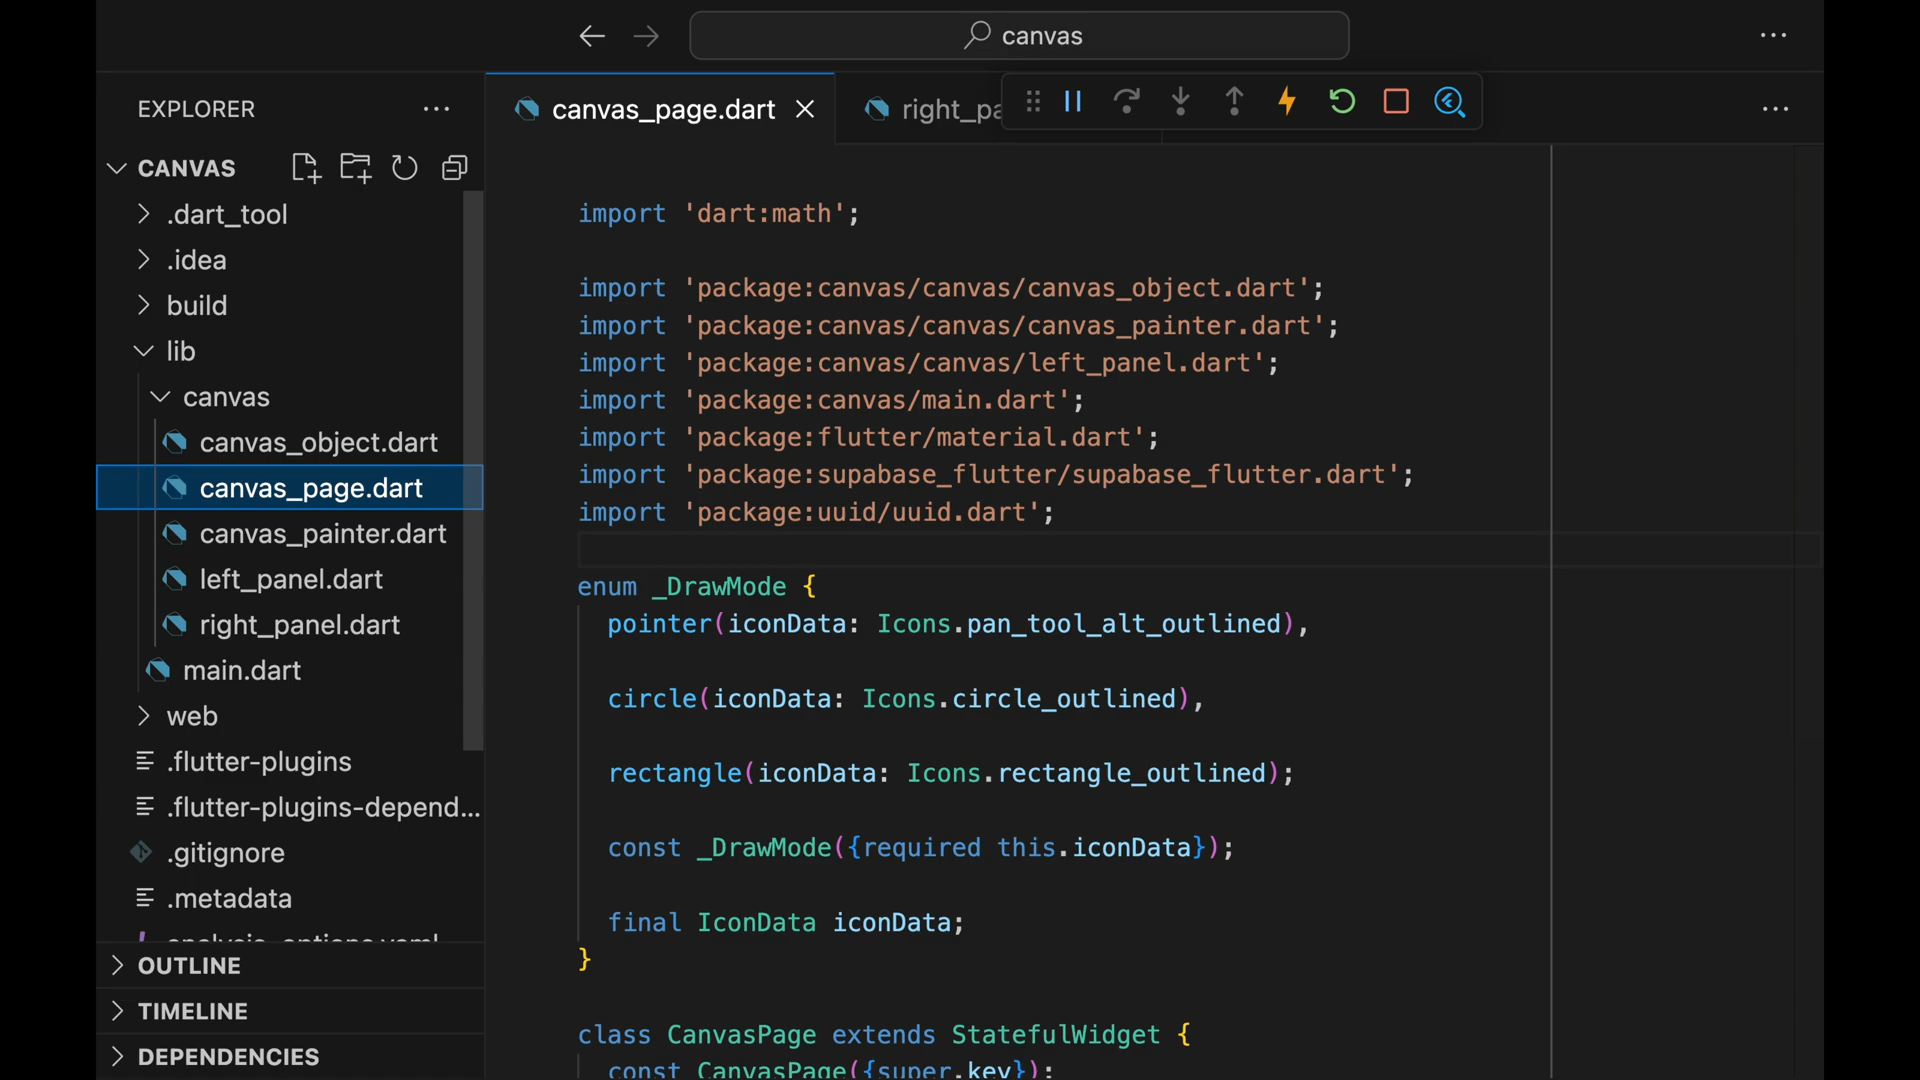 canvas
EXPLORER
CANVAS
.dart_tool
.idea
build
lib
canvas
canvas_object.dart
canvas_page.dart
canvas_painter.dart
left_panel.dart
right_panel.dart
main.dart
web
.flutter-plugins
.flutter-plugins-depend...
.gitignore
.metadata
analysis_options.yaml
OUTLINE
TIMELINE
DEPENDENCIES
canvas_page.dart
right_pa
import 'dart:math';
import 'package:canvas/canvas/canvas_object.dart';
import 'package:canvas/canvas/canvas_painter.dart';
import 'package:canvas/canvas/left_panel.dart';
import 'package:canvas/main.dart';
import 'package:flutter/material.dart';
import 'package:supabase_flutter/supabase_flutter.dart';
import 'package:uuid/uuid.dart';
enum _DrawMode {
pointer(iconData: Icons.pan_tool_alt_outlined),
circle(iconData: Icons.circle_outlined),
rectangle(iconData: Icons.rectangle_outlined);
const _DrawMode({required this.iconData});
final IconData iconData;
}
class CanvasPage extends StatefulWidget {
const CanvasPage({super.key});